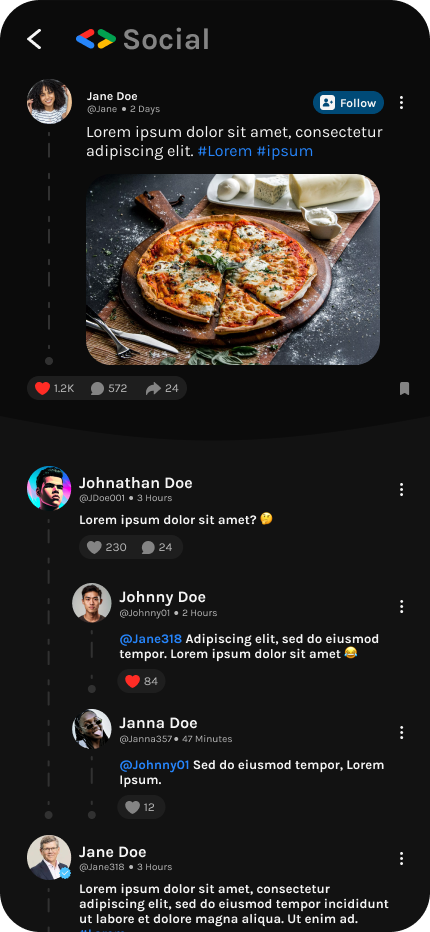 Social
Jane Doe
@Jane • 2 Days
Follow
Lorem ipsum dolor sit amet, consectetur
adipiscing elit. #Lorem #ipsum
1.2K 572 24
Johnathan Doe
@JDoe001 • 3 Hours
Lorem ipsum dolor sit amet? 🤔
230 24
Johnny Doe
@Johnny01 • 2 Hours
@Jane318 Adipiscing elit, sed do eiusmod
tempor. Lorem ipsum dolor sit amet 😂
84
Janna Doe
@Janna357 • 47 Minutes
@Johnny01 Sed do eiusmod tempor, Lorem
Ipsum.
12
Jane Doe
@Jane318 • 3 Hours
Lorem ipsum dolor sit amet, consectetur
adipiscing elit, sed do eiusmod tempor incididunt
ut labore et dolore magna aliqua. Ut enim ad.